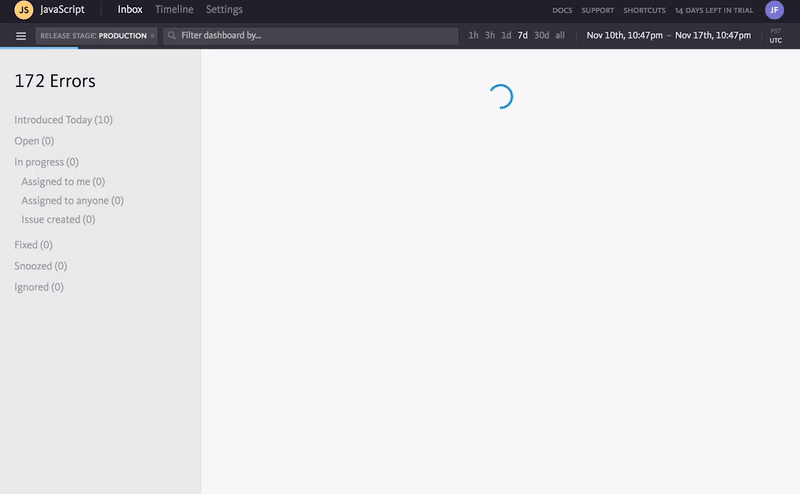 JS JavaScript Inbox Timeline Settings DOCS SUPPORT SHORTCUTS 14 DAYS LEFT IN TRIAL JF
RELEASE STAGE: PRODUCTION × Filter dashboard by... 1h 3h 1d 7d 30d all Nov 10th, 10:47pm – Nov 17th, 10:47pm PST
UTC
172 Errors
Introduced Today (10)
Open (0)
In progress (0)
Assigned to me (0)
Assigned to anyone (0)
Issue created (0)
Fixed (0)
Snoozed (0)
Ignored (0)